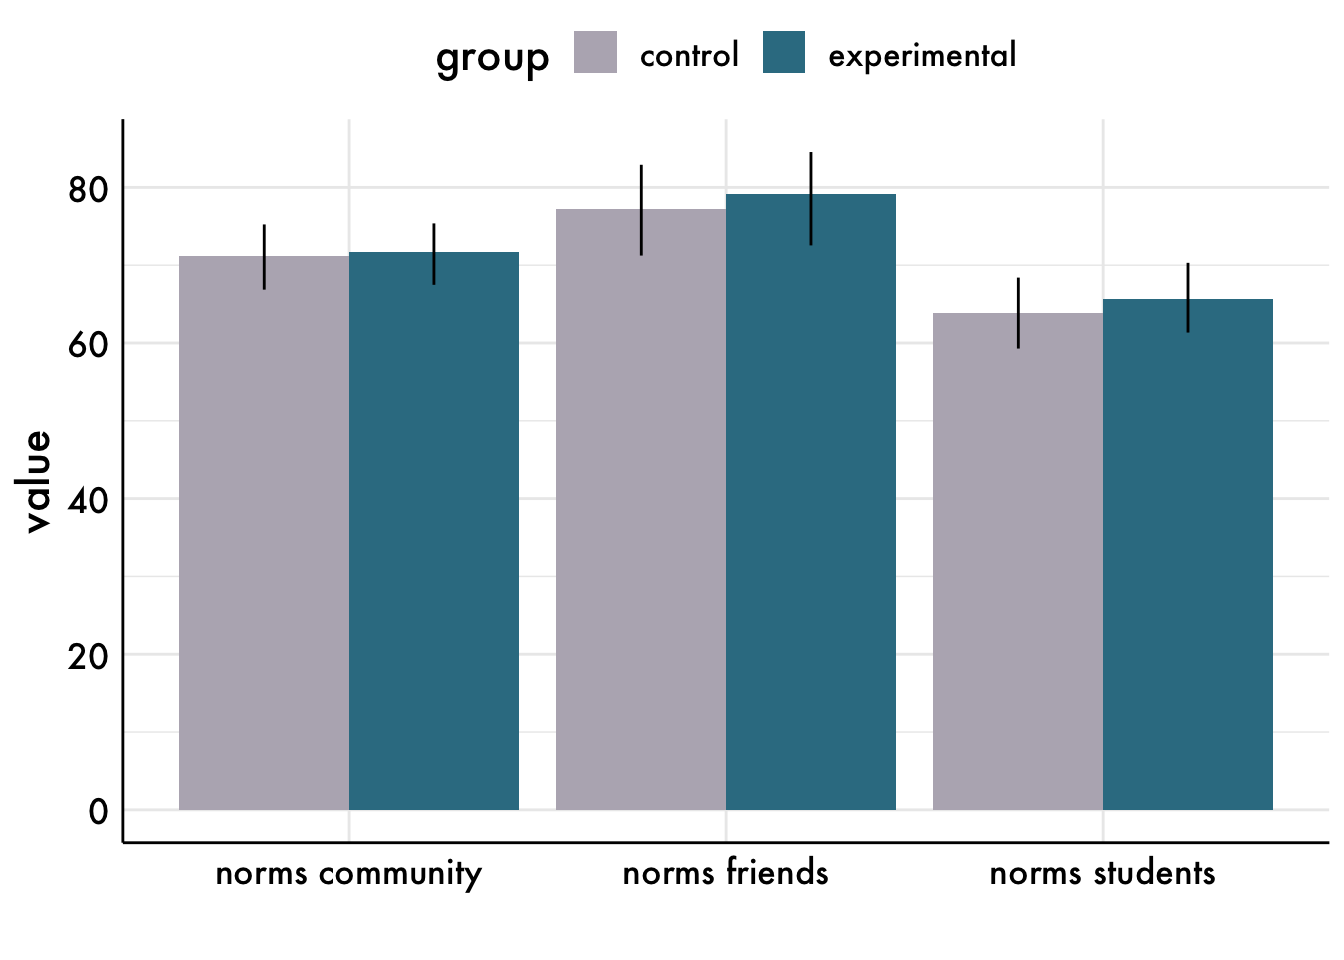 group control experimental
80
60
40
20
0
value
norms community norms friends norms students